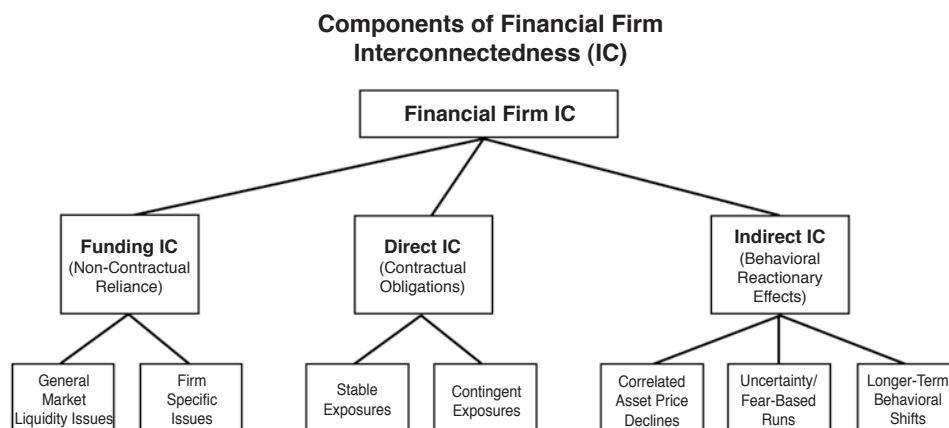 Components of Financial Firm
Interconnectedness (IC)
Financial Firm IC
Funding IC
(Non-Contractual
Reliance)
Direct IC
(Contractual
Obligations)
Indirect IC
(Behavioral
Reactionary
Effects)
General
Market
Liquidity Issues
Firm
Specific
Issues
Stable
Exposures
Contingent
Exposures
Correlated
Asset Price
Declines
Uncertainty/
Fear-Based
Runs
Longer-Term
Behavioral
Shifts